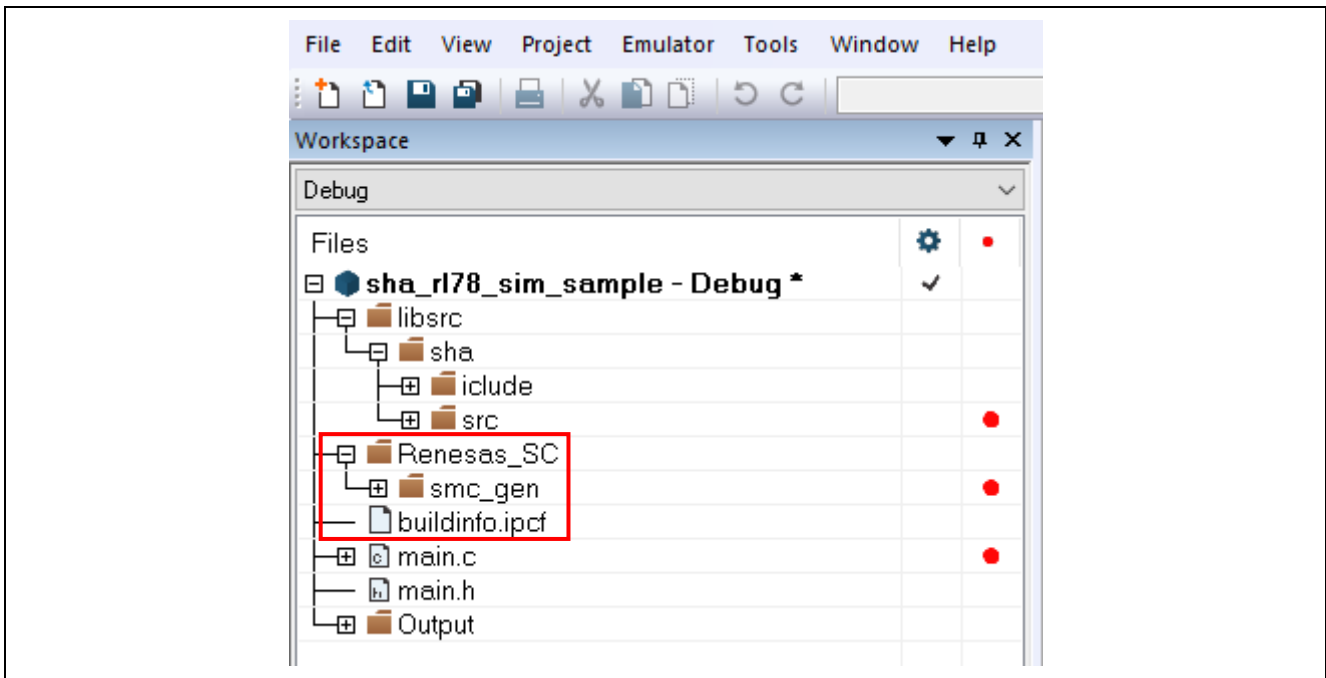 File Edit View Project Emulator Tools Window Help
Workspace
Debug
Files
sha_rl78_sim_sample - Debug *
libsrc
sha
iclude
src
Renesas_SC
smc_gen
buildinfo.ipcf
c main.c
h main.h
Output